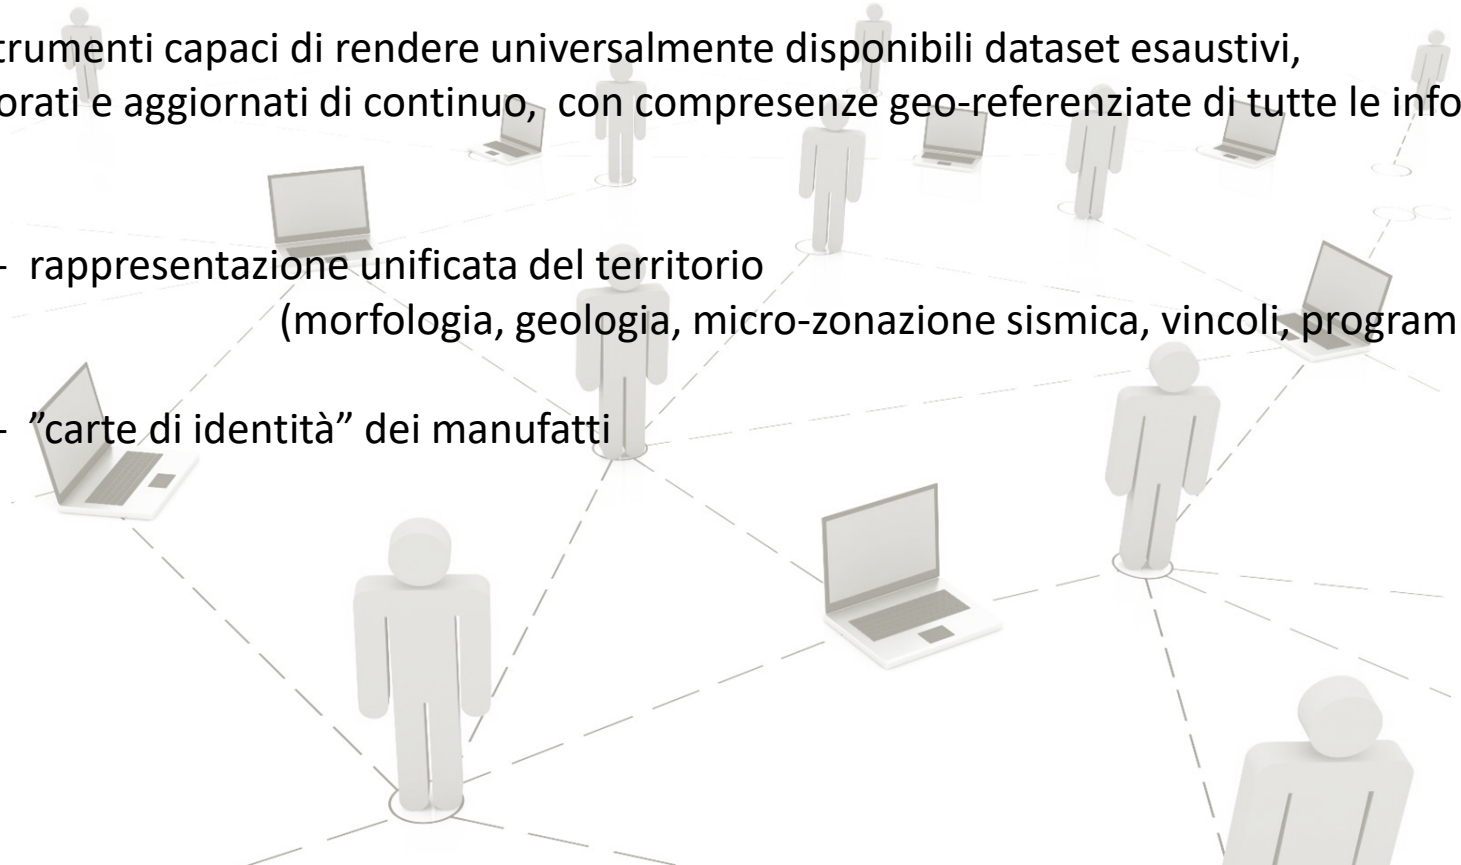 trumenti capaci di rendere universalmente disponibili dataset esaustivi,
orati e aggiornati di continuo,  con compresenze geo-referenziate di tutte le info
- rappresentazione unificata del territorio
(morfologia, geologia, micro-zonazione sismica, vincoli, program
- ”carte di identità” dei manufatti